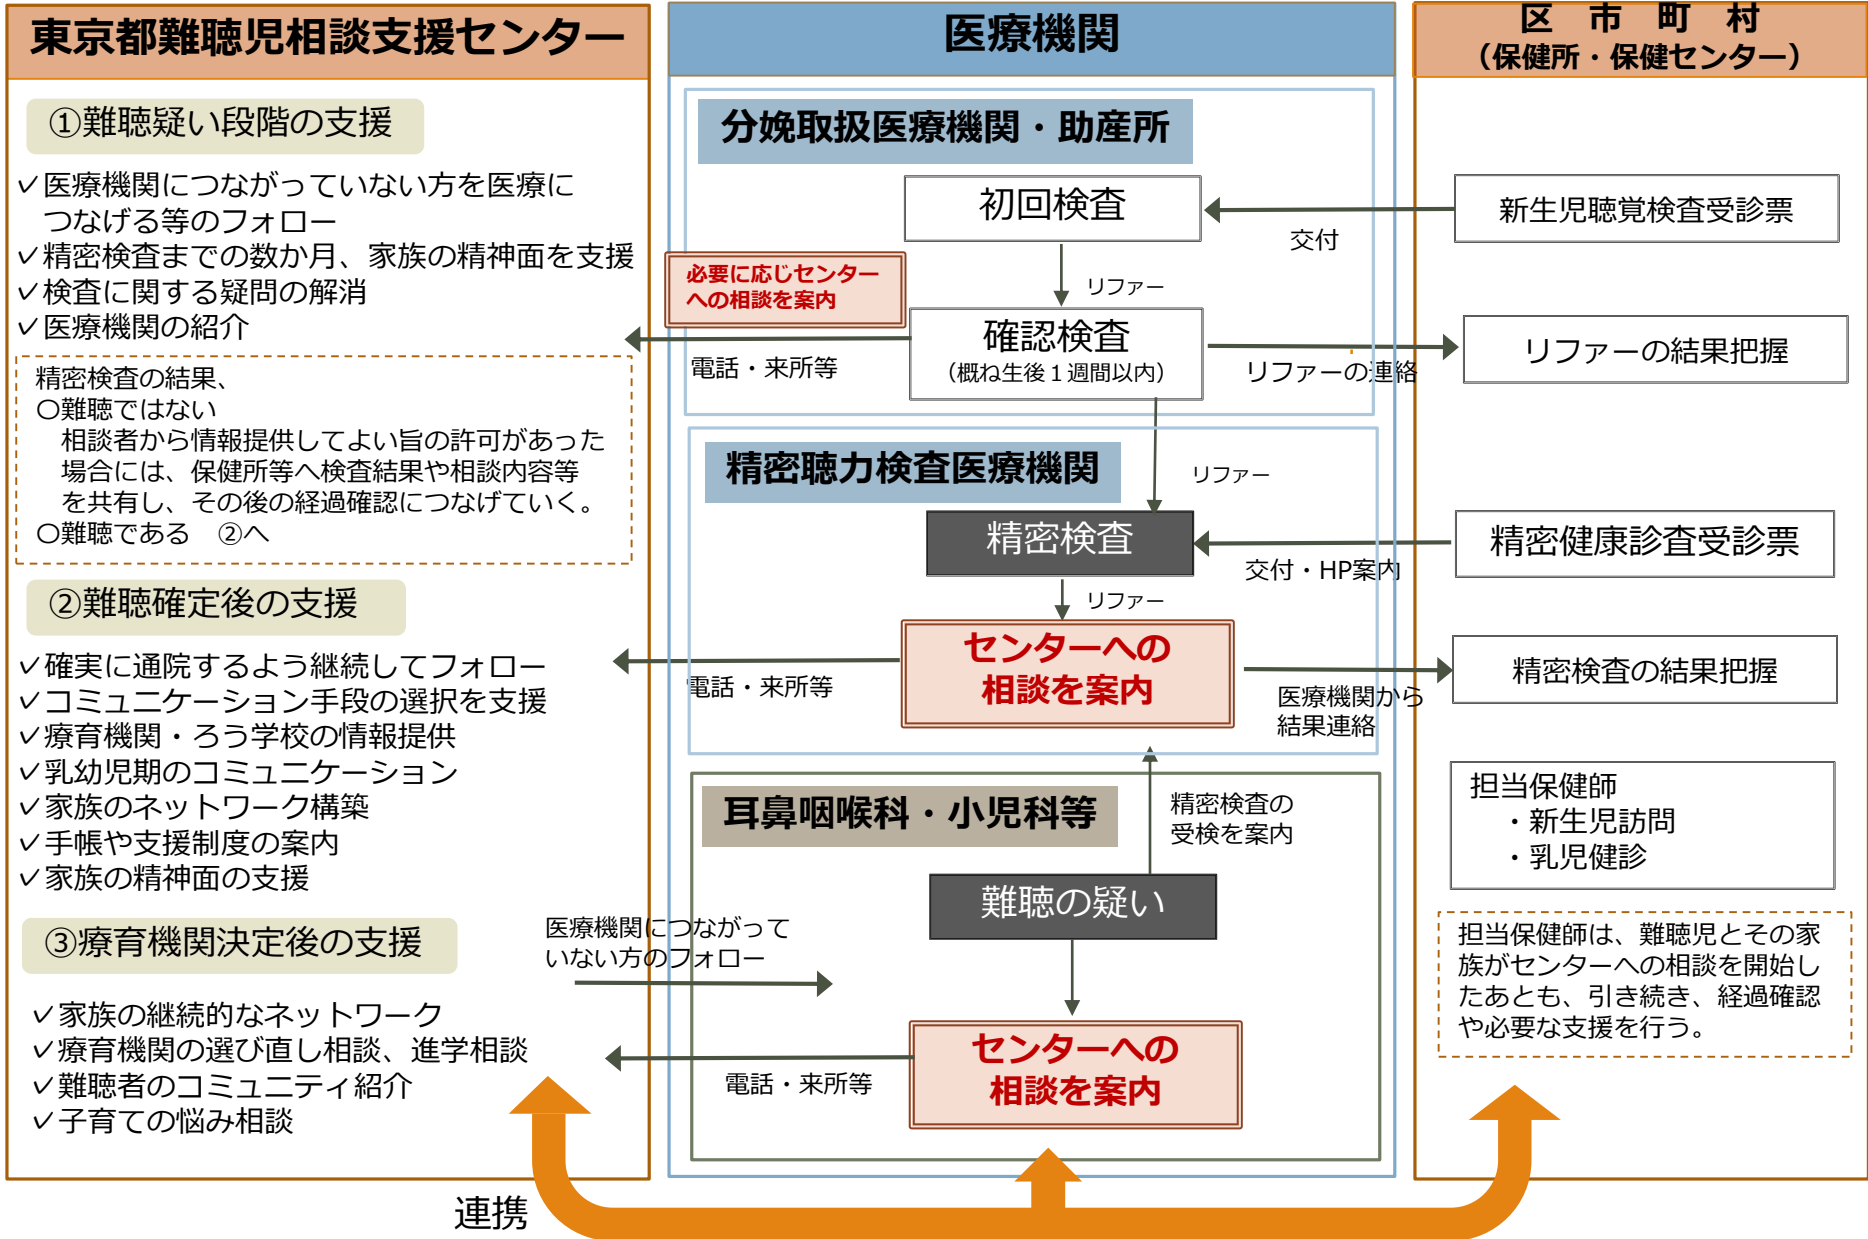 東京都難聴児相談支援センター
①難聴疑い段階の支援
✓医療機関につながっていない方を医療に
つなげる等のフォロー
✓精密検査までの数か月、家族の精神面を支援
✓検査に関する疑問の解消
✓医療機関の紹介
精密検査の結果、
〇難聴ではない
相談者から情報提供してよい旨の許可があった
場合には、保健所等へ検査結果や相談内容等
を共有し、その後の経過確認につなげていく。
〇難聴である　②へ
②難聴確定後の支援
✓確実に通院するよう継続してフォロー
✓コミュニケーション手段の選択を支援
✓療育機関・ろう学校の情報提供
✓乳幼児期のコミュニケーション
✓家族のネットワーク構築
✓手帳や支援制度の案内
✓家族の精神面の支援
③療育機関決定後の支援
✓家族の継続的なネットワーク
✓療育機関の選び直し相談、進学相談
✓難聴者のコミュニティ紹介
✓子育ての悩み相談
医療機関
分娩取扱医療機関・助産所
初回検査
交付
リファー
必要に応じセンター
への相談を案内
確認検査
（概ね生後１週間以内）
電話・来所等
リファーの連絡
精密聴力検査医療機関
リファー
精密検査
交付・HP案内
リファー
センターへの
相談を案内
電話・来所等
医療機関から
結果連絡
耳鼻咽喉科・小児科等
精密検査の
受検を案内
難聴の疑い
医療機関につながって
いない方のフォロー
センターへの
相談を案内
電話・来所等
区　市　町　村
（保健所・保健センター）
新生児聴覚検査受診票
リファーの結果把握
精密健康診査受診票
精密検査の結果把握
担当保健師
・新生児訪問
・乳児健診
担当保健師は、難聴児とその家
族がセンターへの相談を開始し
たあとも、引き続き、経過確認
や必要な支援を行う。
連携